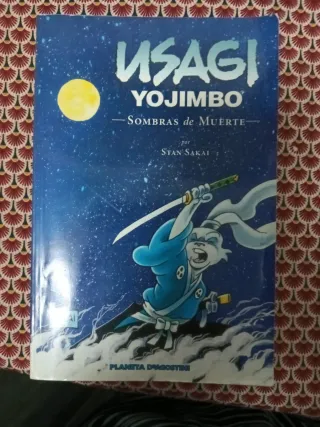 USAGI
YOJIMBO
SOMBRAS de MUERTE
por
STAN SAKAI
PLANETA DeAGOSTINI